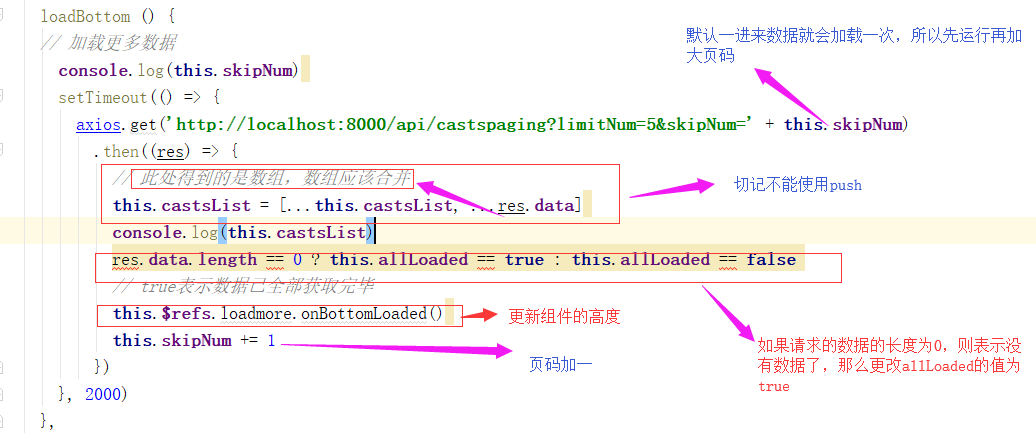 loadBottom () {
// 加载更多数据
console.log(this.skipNum)
默认一进来数据就会加载一次，所以先运行再加
大页码
setTimeout(() => {
axios.get('http://localhost:8000/api/castspaging?limitNum=5&skipNum=' + this.skipNum)
.then((res) => {
// 此处得到的是数组，数组应该合并
切记不能使用push
this.castsList = [...this.castsList, ...res.data]
console.log(this.castsList)
res.data.length == 0 ? this.allLoaded == true : this.allLoaded == false
// true表示数据已全部获取完毕
this.$refs.loadmore.onBottomLoaded()
更新组件的高度
this.skipNum += 1
页码加一
如果请求的数据的长度为0，则表示没
有数据了，那么更改allLoaded的值为
true
})
}, 2000)
},